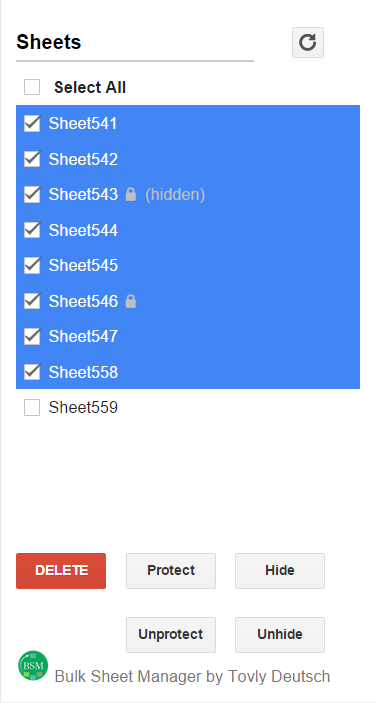 Sheets
Select All
Sheet541
Sheet542
Sheet543 (hidden)
Sheet544
Sheet545
Sheet546
Sheet547
Sheet558
Sheet559
DELETE Protect Hide
Unprotect Unhide
BSM
Bulk Sheet Manager by Tovly Deutsch